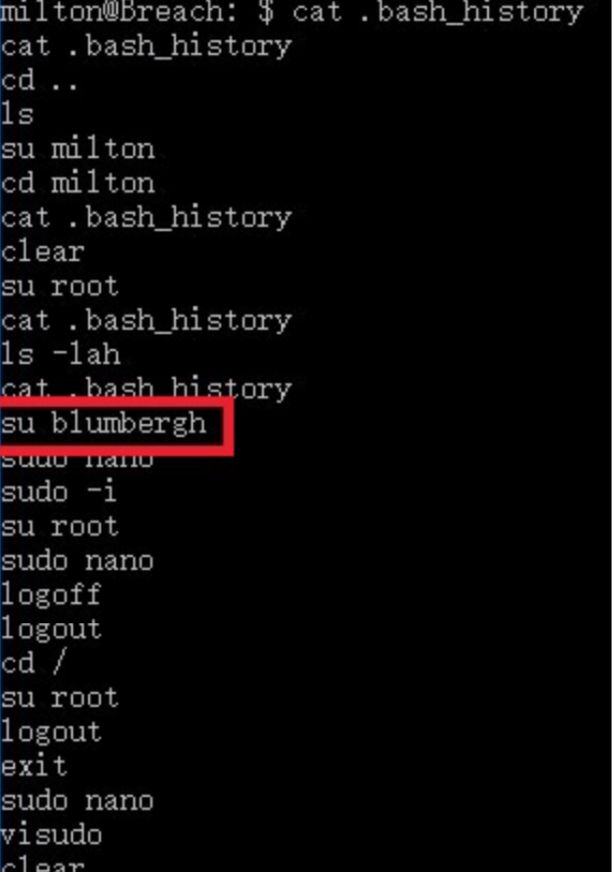 milton@Breach: $ cat .bash_history
cat .bash_history
cd ..
ls
su milton
cd milton
cat .bash_history
clear
su root
cat .bash_history
ls -lah
cat .bash_history
su blumbergh
sudo nano
sudo -i
su root
sudo nano
logoff
logout
cd /
su root
logout
exit
sudo nano
visudo
clear